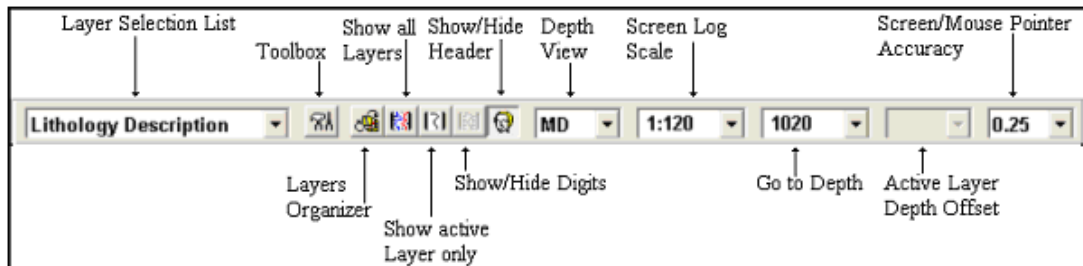 Layer Selection List
Toolbox
Show all
Layers
Show/Hide
Header
Depth
View
Screen Log
Scale
Screen/Mouse Pointer
Accuracy
Lithology Description
MD
1:120
1020
0.25
Layers
Organizer
Show active
Layer only
Show/Hide Digits
Go to Depth
Active Layer
Depth Offset